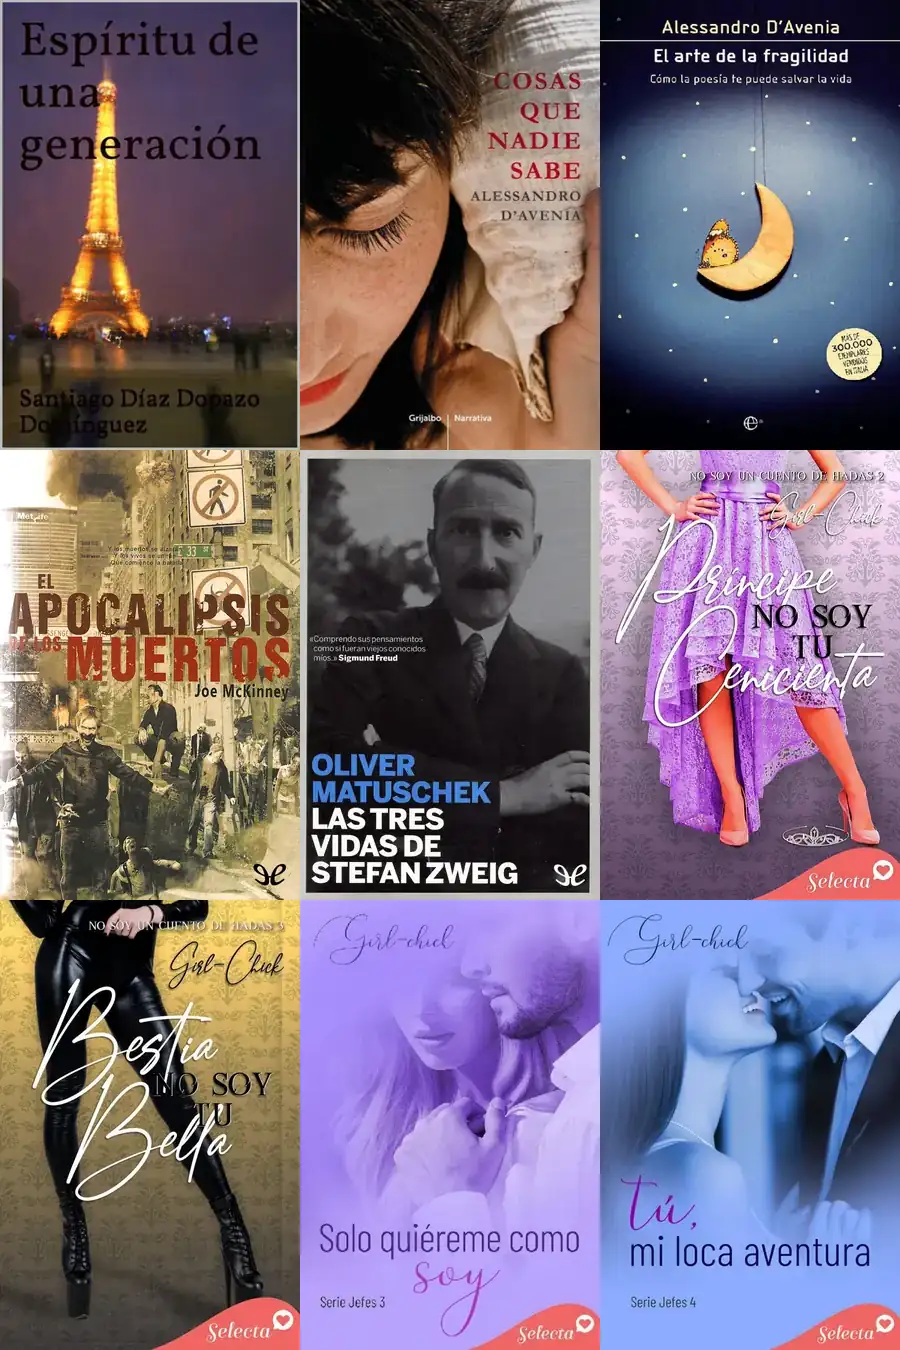 Espíritu de
una
generación
Santiago Díaz Dopazo
Domínguez
COSAS
QUE
NADIE
SABE
ALESSANDRO
D'AVENIA
Grijalbo | Narrativa
Alessandro D'Avenia
El arte de la fragilidad
Cómo la poesía te puede salvar la vida
MÁS DE
300.000
EJEMPLARES
VENDIDOS
EN ITALIA
e
MetLife
E 33 ST
EL
APOCALIPSIS
DE LOS MUERTOS
Joe McKinney
«Comprendo sus pensamientos
como si fueran viejos conocidos
míos.» Sigmund Freud
OLIVER
MATUSCHEK
LAS TRES
VIDAS DE
STEFAN ZWEIG
NO SOY UN CUENTO DE HADAS 2
Girl-Chick
Príncipe
NO SOY
TU
Cenicienta
Selecta
NO SOY UN CUENTO DE HADAS 3
Girl-Chick
Bestia
NO SOY
TU
Bella
Selecta
Girl-chick
Solo quiéreme como
soy
Serie Jefes 3
Selecta
Girl-chick
tú,
mi loca aventura
Serie Jefes 4
Selecta